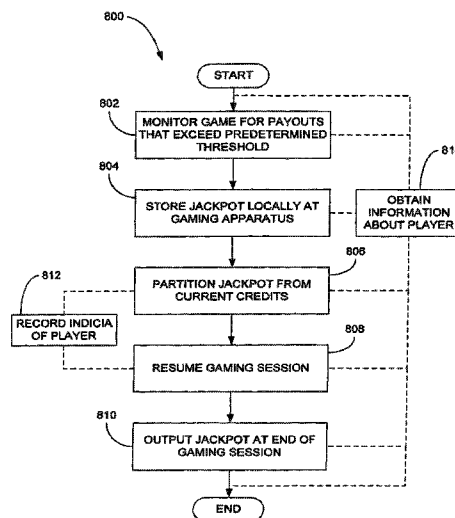 800
START
802
MONITOR GAME FOR PAYOUTS
THAT EXCEED PREDETERMINED
THRESHOLD
804
STORE JACKPOT LOCALLY AT
GAMING APPARATUS
OBTAIN
INFORMATION
ABOUT PLAYER
806
PARTITION JACKPOT FROM
CURRENT CREDITS
812
RECORD INDICIA
OF PLAYER
808
RESUME GAMING SESSION
810
OUTPUT JACKPOT AT END OF
GAMING SESSION
END